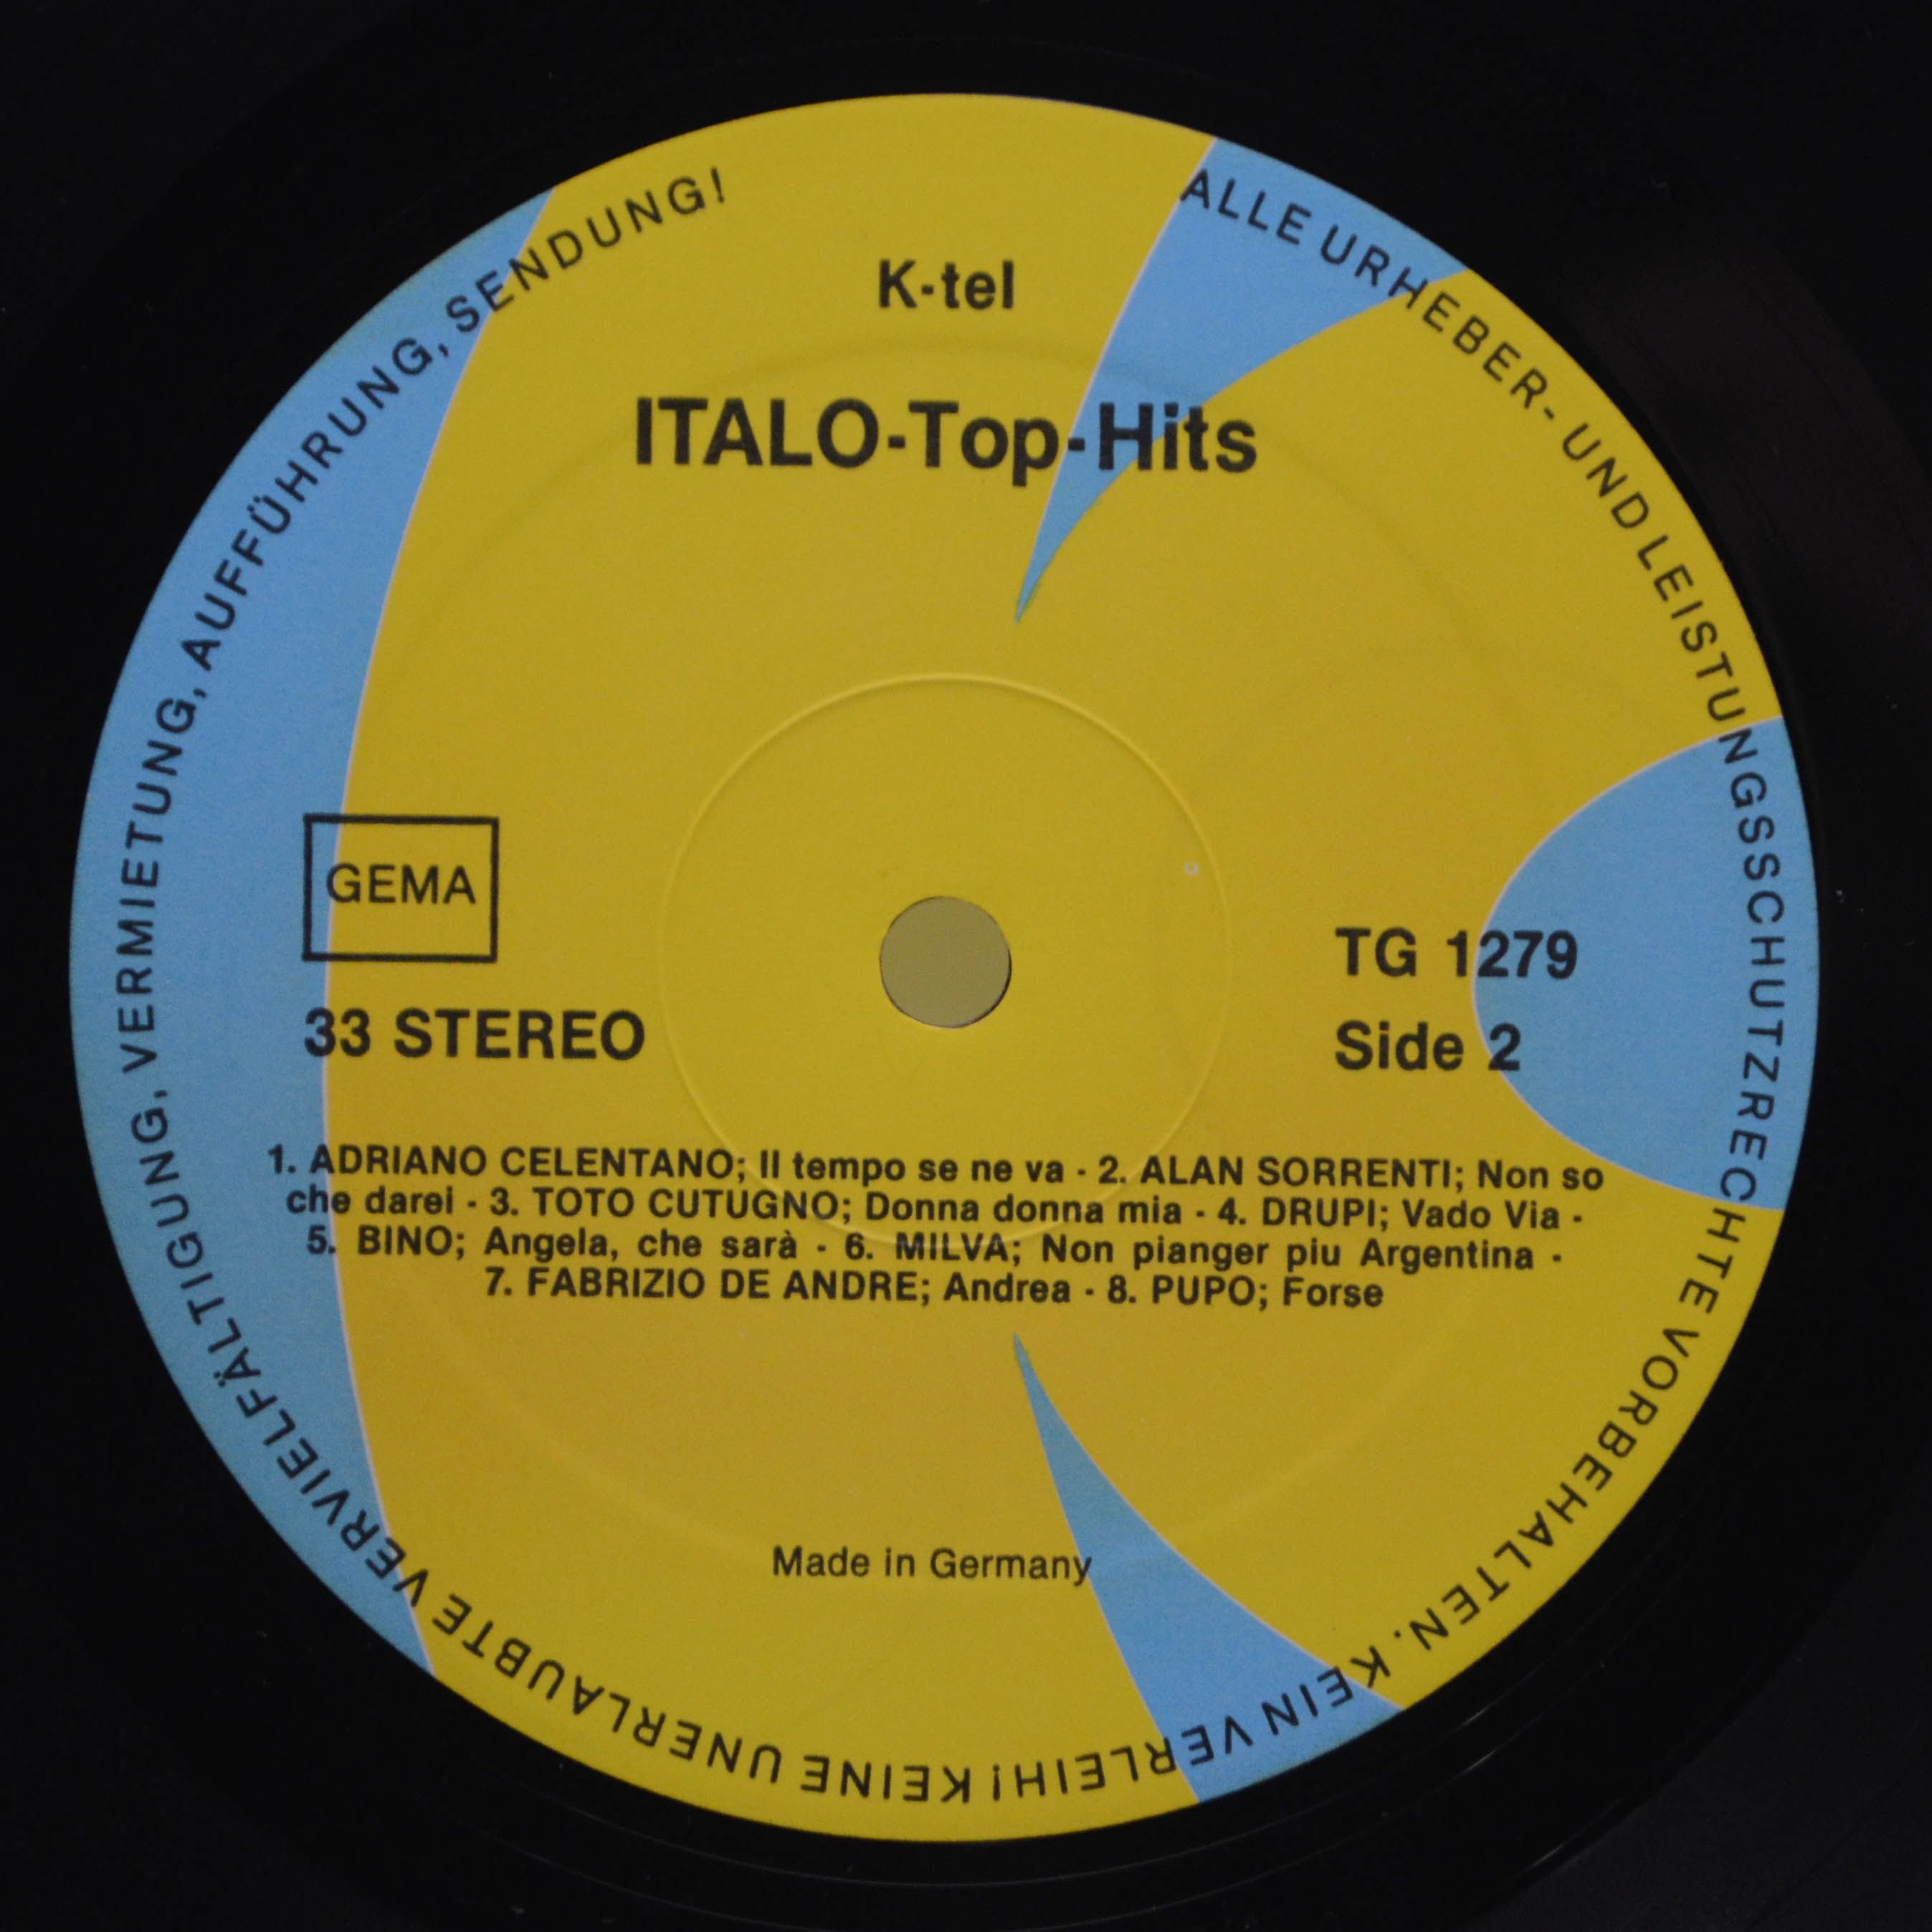 K-tel
ITALO-Top-Hits
GEMA
33 STEREO
TG 1279
Side 2
1. ADRIANO CELENTANO; Il tempo se ne va - 2. ALAN SORRENTI; Non so
che darei - 3. TOTO CUTUGNO; Donna donna mia - 4. DRUPI; Vado Via -
5. BINO; Angela, che sarà - 6. MILVA; Non pianger piu Argentina -
7. FABRIZIO DE ANDRE; Andrea - 8. PUPO; Forse
Made in Germany
ALLE URHEBER- UND LEISTUNGSSCHUTZRECHTE VORBEHALTEN. KEIN VERLEIH! KEINE UNERLAUBTE VERVIELFÄLTIGUNG, VERMIETUNG, AUFFÜHRUNG, SENDUNG!